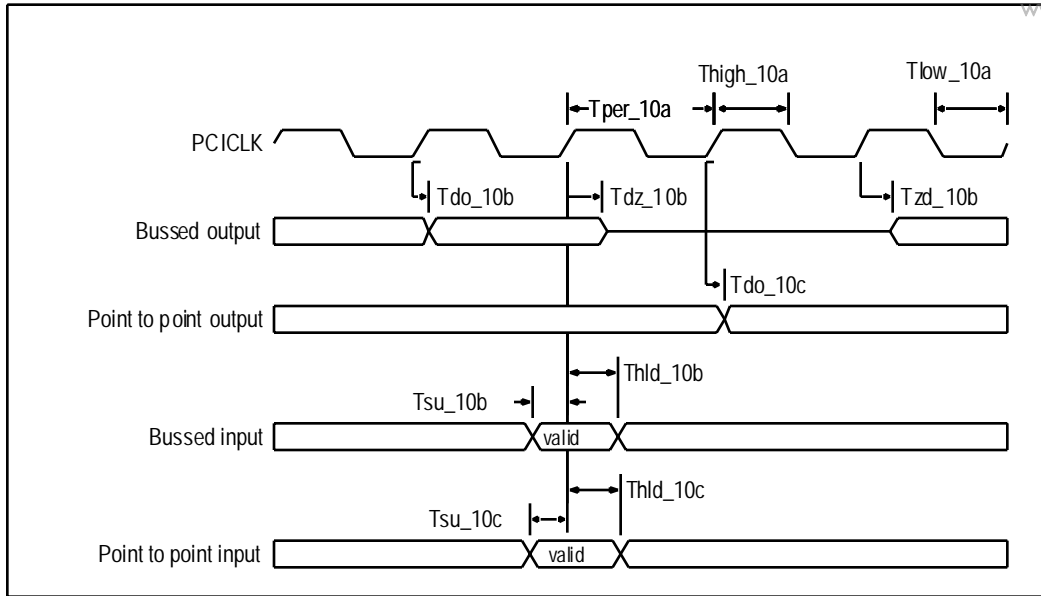 Thigh_10a
Tlow_10a
Tper_10a
PCICLK
Tdo_10b
Tdz_10b
Tzd_10b
Bussed output
Tdo_10c
Point to point output
Thld_10b
Tsu_10b
Bussed input
valid
Thld_10c
Tsu_10c
Point to point input
valid